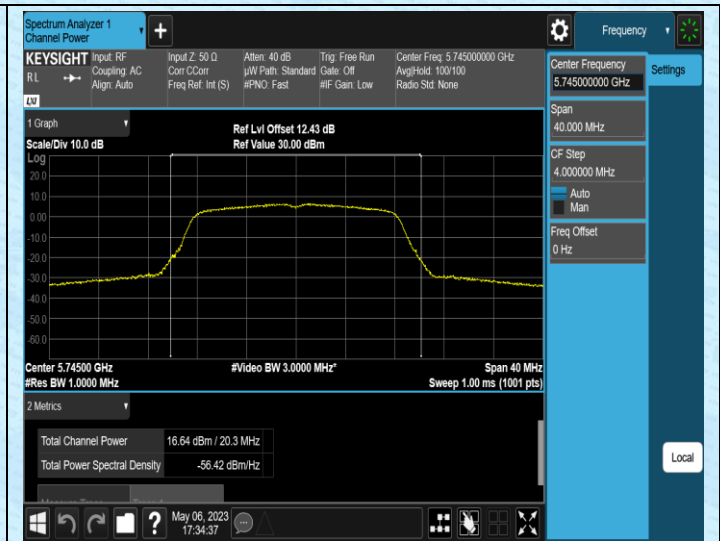 Spectrum Analyzer 1
Channel Power
Frequency
KEYSIGHT
R L
LXI
Input: RF
Coupling: AC
Align: Auto
Input Z: 50 Ω
Corr CCorr
Freq Ref: Int (S)
Atten: 40 dB
µW Path: Standard
#PNO: Fast
Trig: Free Run
Gate: Off
#IF Gain: Low
Center Freq: 5.745000000 GHz
Avg|Hold: 100/100
Radio Std: None
Center Frequency
5.745000000 GHz
Settings
Span
40.000 MHz
CF Step
4.000000 MHz
Auto
Man
Freq Offset
0 Hz
1 Graph
Scale/Div 10.0 dB
Ref Lvl Offset 12.43 dB
Ref Value 30.00 dBm
Log
20.0
10.0
0.00
-10.0
-20.0
-30.0
-40.0
-50.0
-60.0
Center 5.74500 GHz
#Res BW 1.0000 MHz
#Video BW 3.0000 MHz*
Span 40 MHz
Sweep 1.00 ms (1001 pts)
2 Metrics
Total Channel Power 16.64 dBm / 20.3 MHz
Total Power Spectral Density -56.42 dBm/Hz
Local
?
May 06, 2023
17:34:37